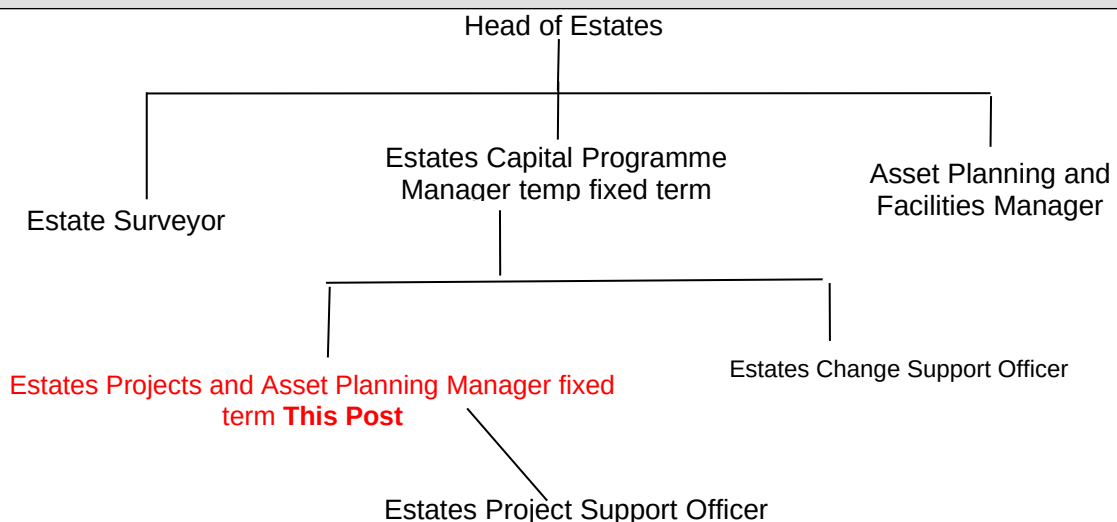 Head of Estates
Estates Capital Programme
Manager temp fixed term
Asset Planning and
Facilities Manager
Estate Surveyor
Estates Change Support Officer
Estates Projects and Asset Planning Manager fixed
term This Post
Estates Project Support Officer